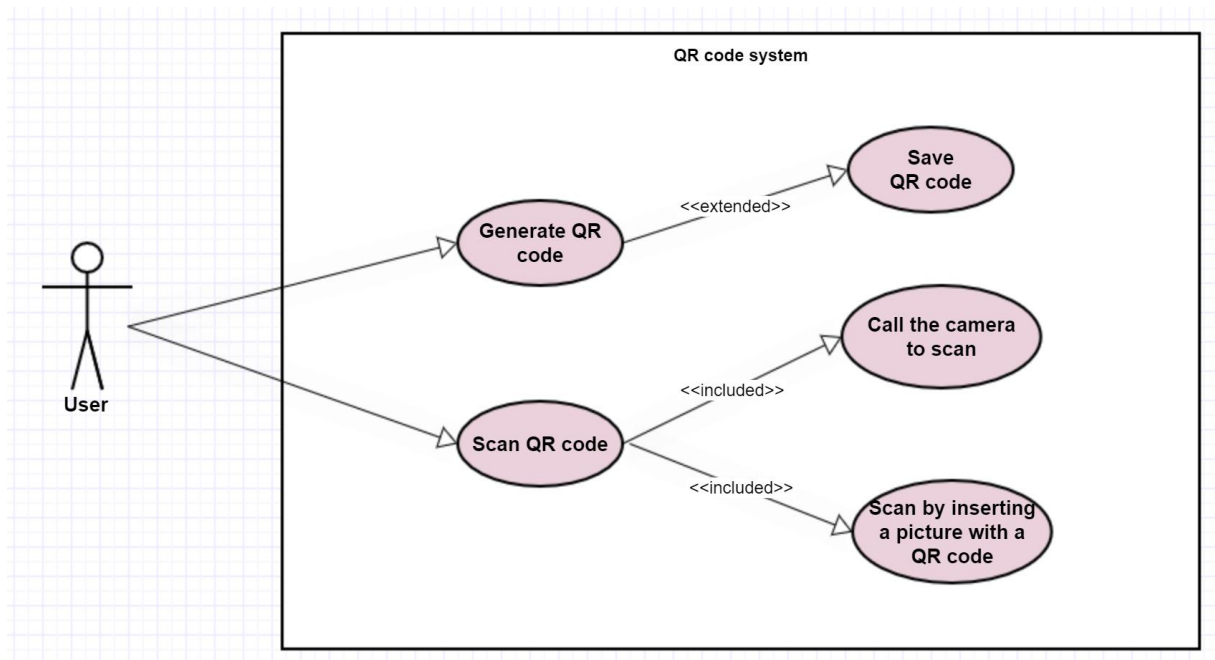 QR code system
Save
QR code
<<extended>>
Generate QR
code
Call the camera
to scan
<<included>>
User
Scan QR code
<<included>>
Scan by inserting
a picture with a
QR code